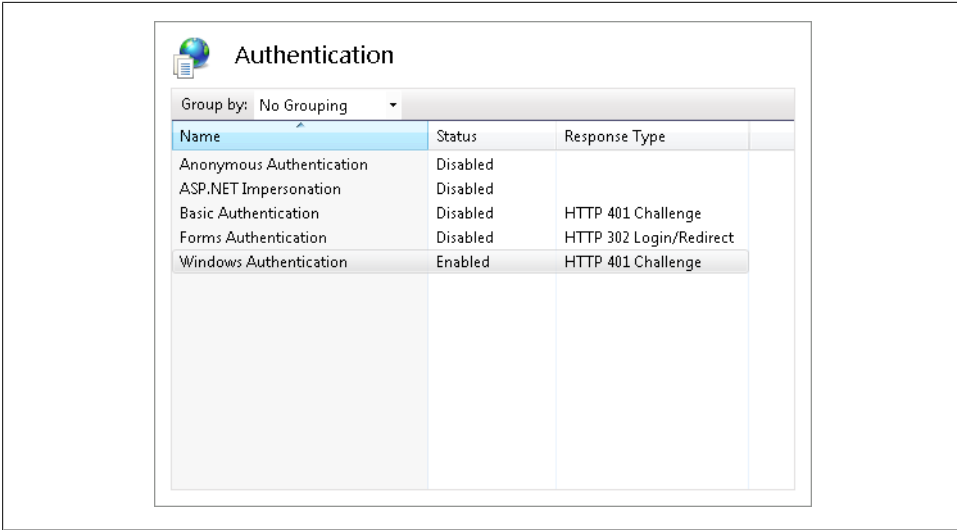 Authentication
Group by: No Grouping
Name Status Response Type
Anonymous Authentication Disabled
ASP.NET Impersonation Disabled
Basic Authentication Disabled HTTP 401 Challenge
Forms Authentication Disabled HTTP 302 Login/Redirect
Windows Authentication Enabled HTTP 401 Challenge